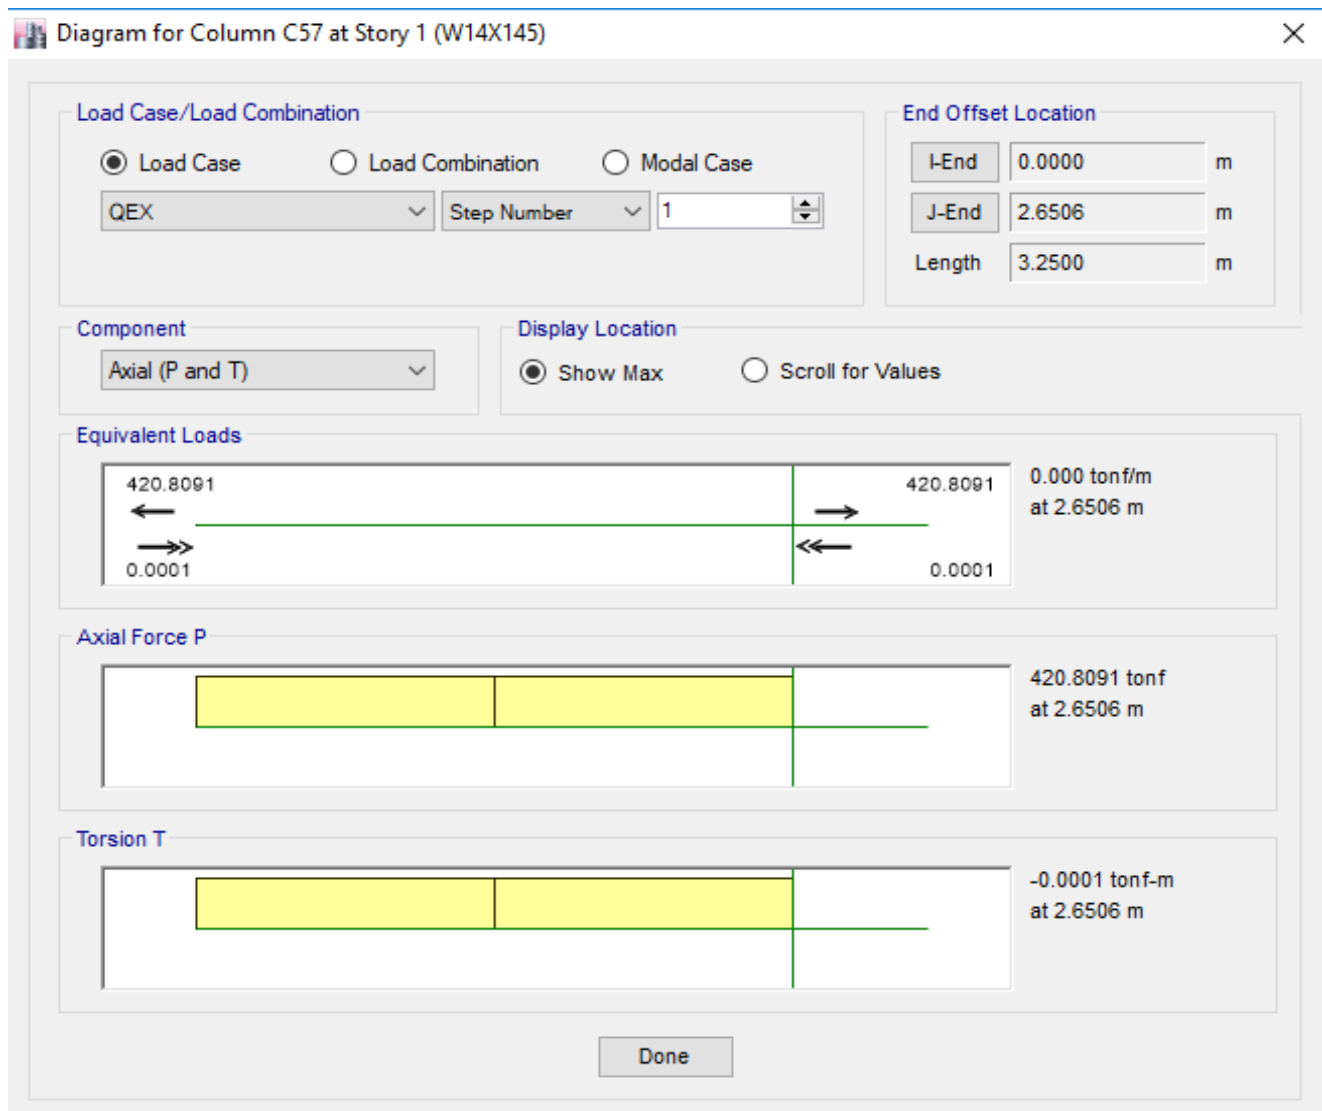 Diagram for Column C57 at Story 1 (W14X145)
Load Case/Load Combination
Load Case
Load Combination
Modal Case
QEX
Step Number
1
End Offset Location
I-End 0.0000 m
J-End 2.6506 m
Length 3.2500 m
Component
Axial (P and T)
Display Location
Show Max
Scroll for Values
Equivalent Loads
420.8091 420.8091
0.0001 0.0001
0.000 tonf/m
at 2.6506 m
Axial Force P
420.8091 tonf
at 2.6506 m
Torsion T
-0.0001 tonf-m
at 2.6506 m
Done